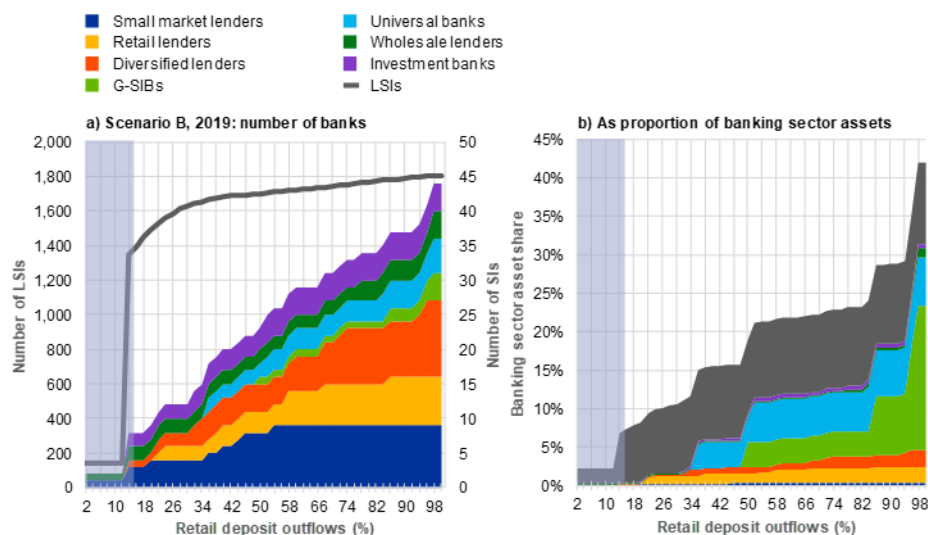 Small market lenders
Universal banks
Retail lenders
Wholesale lenders
Diversified lenders
Investment banks
G-SIBs
LSIs
a) Scenario B, 2019: number of banks
2,000
1,800
1,600
1,400
1,200
1,000
800
600
400
200
0
Number of LSIs
50
45
40
35
30
25
20
15
10
5
0
Number of SIs
2 10 18 26 34 42 50 58 66 74 82 90 98
Retail deposit outflows (%)
b) As proportion of banking sector assets
45%
40%
35%
30%
25%
20%
15%
10%
5%
0%
Banking sector asset share
2 10 18 26 34 42 50 58 66 74 82 90 98
Retail deposit outflows (%)